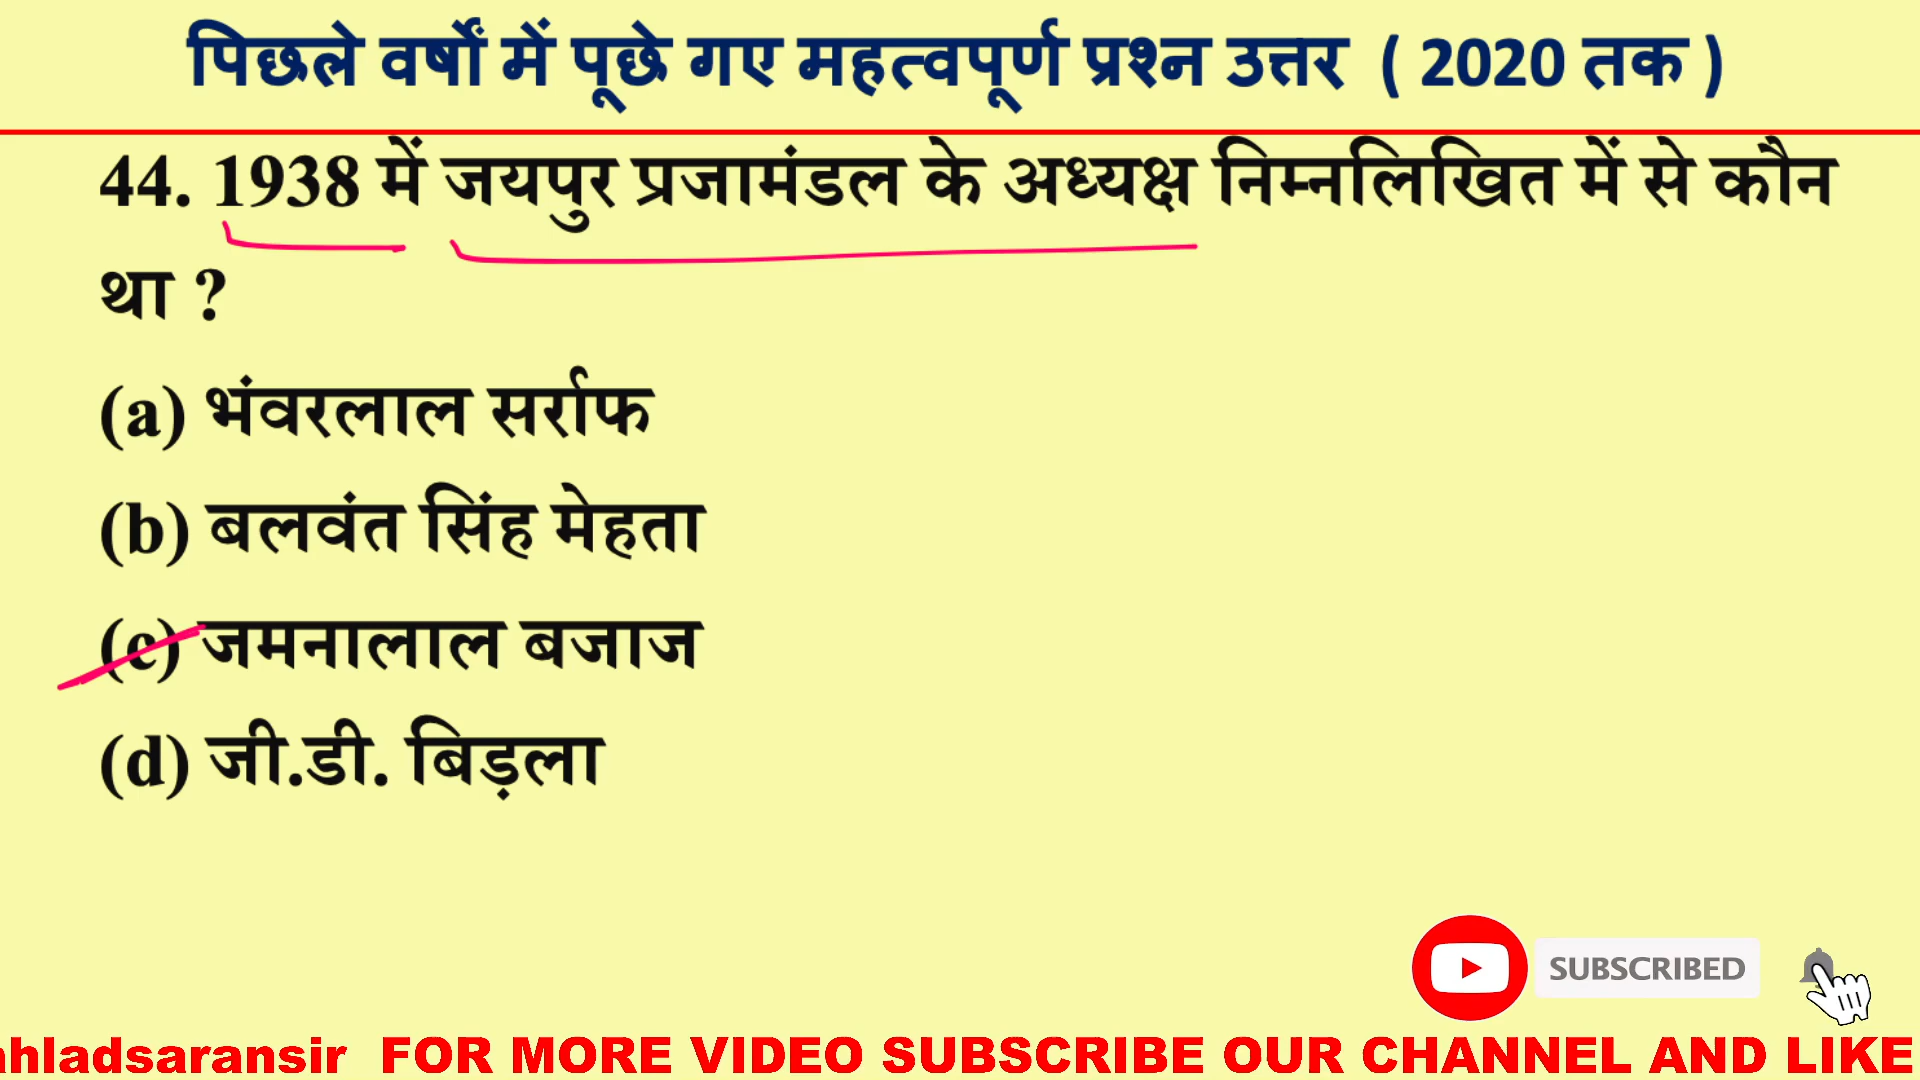 पिछले वर्षों में पूछे गए महत्वपूर्ण प्रश्न उत्तर ( 2020 तक )
44. 1938 में जयपुर प्रजामंडल के अध्यक्ष निम्नलिखित में से कौन
था ?
(a) भंवरलाल सर्राफ
(b) बलवंत सिंह मेहता
(c) जमनालाल बजाज
(d) जी.डी. बिड़ला
SUBSCRIBED
ahladsaransir FOR MORE VIDEO SUBSCRIBE OUR CHANNEL AND LIKE